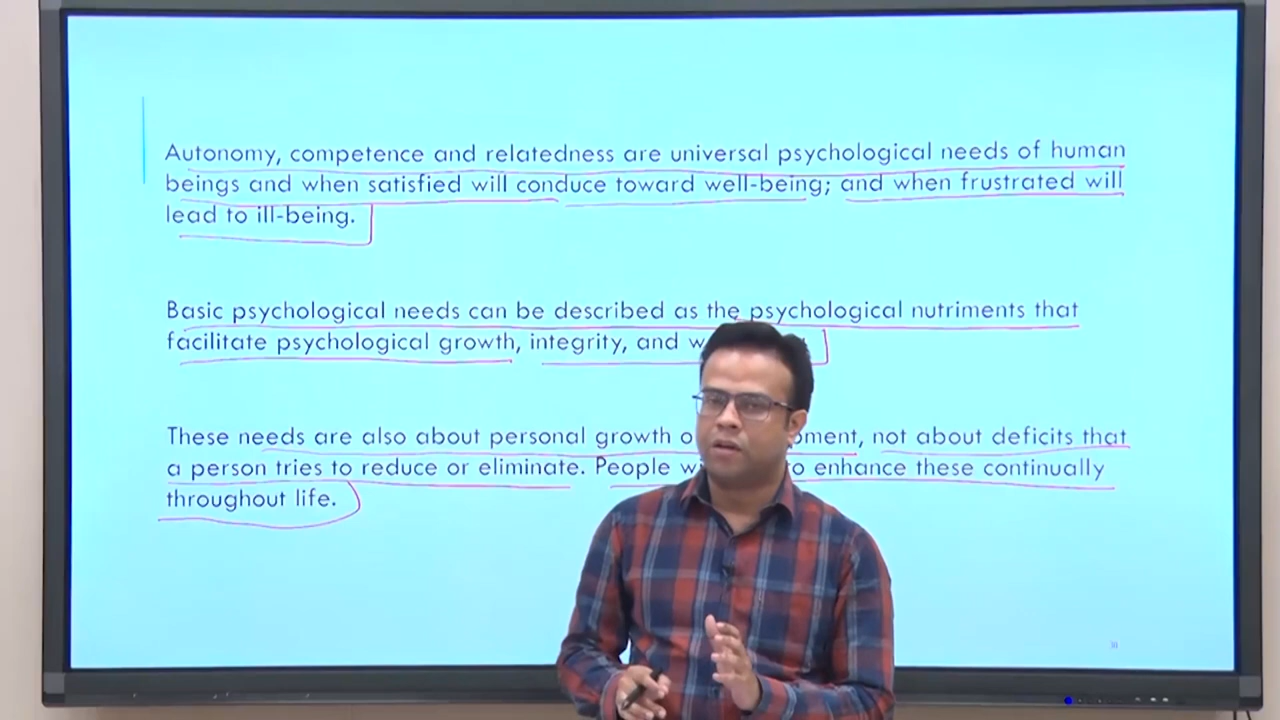 Autonomy, competence and relatedness are universal psychological needs of human
beings and when satisfied will conduce toward well-being; and when frustrated will
lead to ill-being.
Basic psychological needs can be described as the psychological nutriments that
facilitate psychological growth, integrity, and
These needs are also about personal growth not about deficits that
a person tries to reduce or eliminate. People to enhance these continually
throughout life.